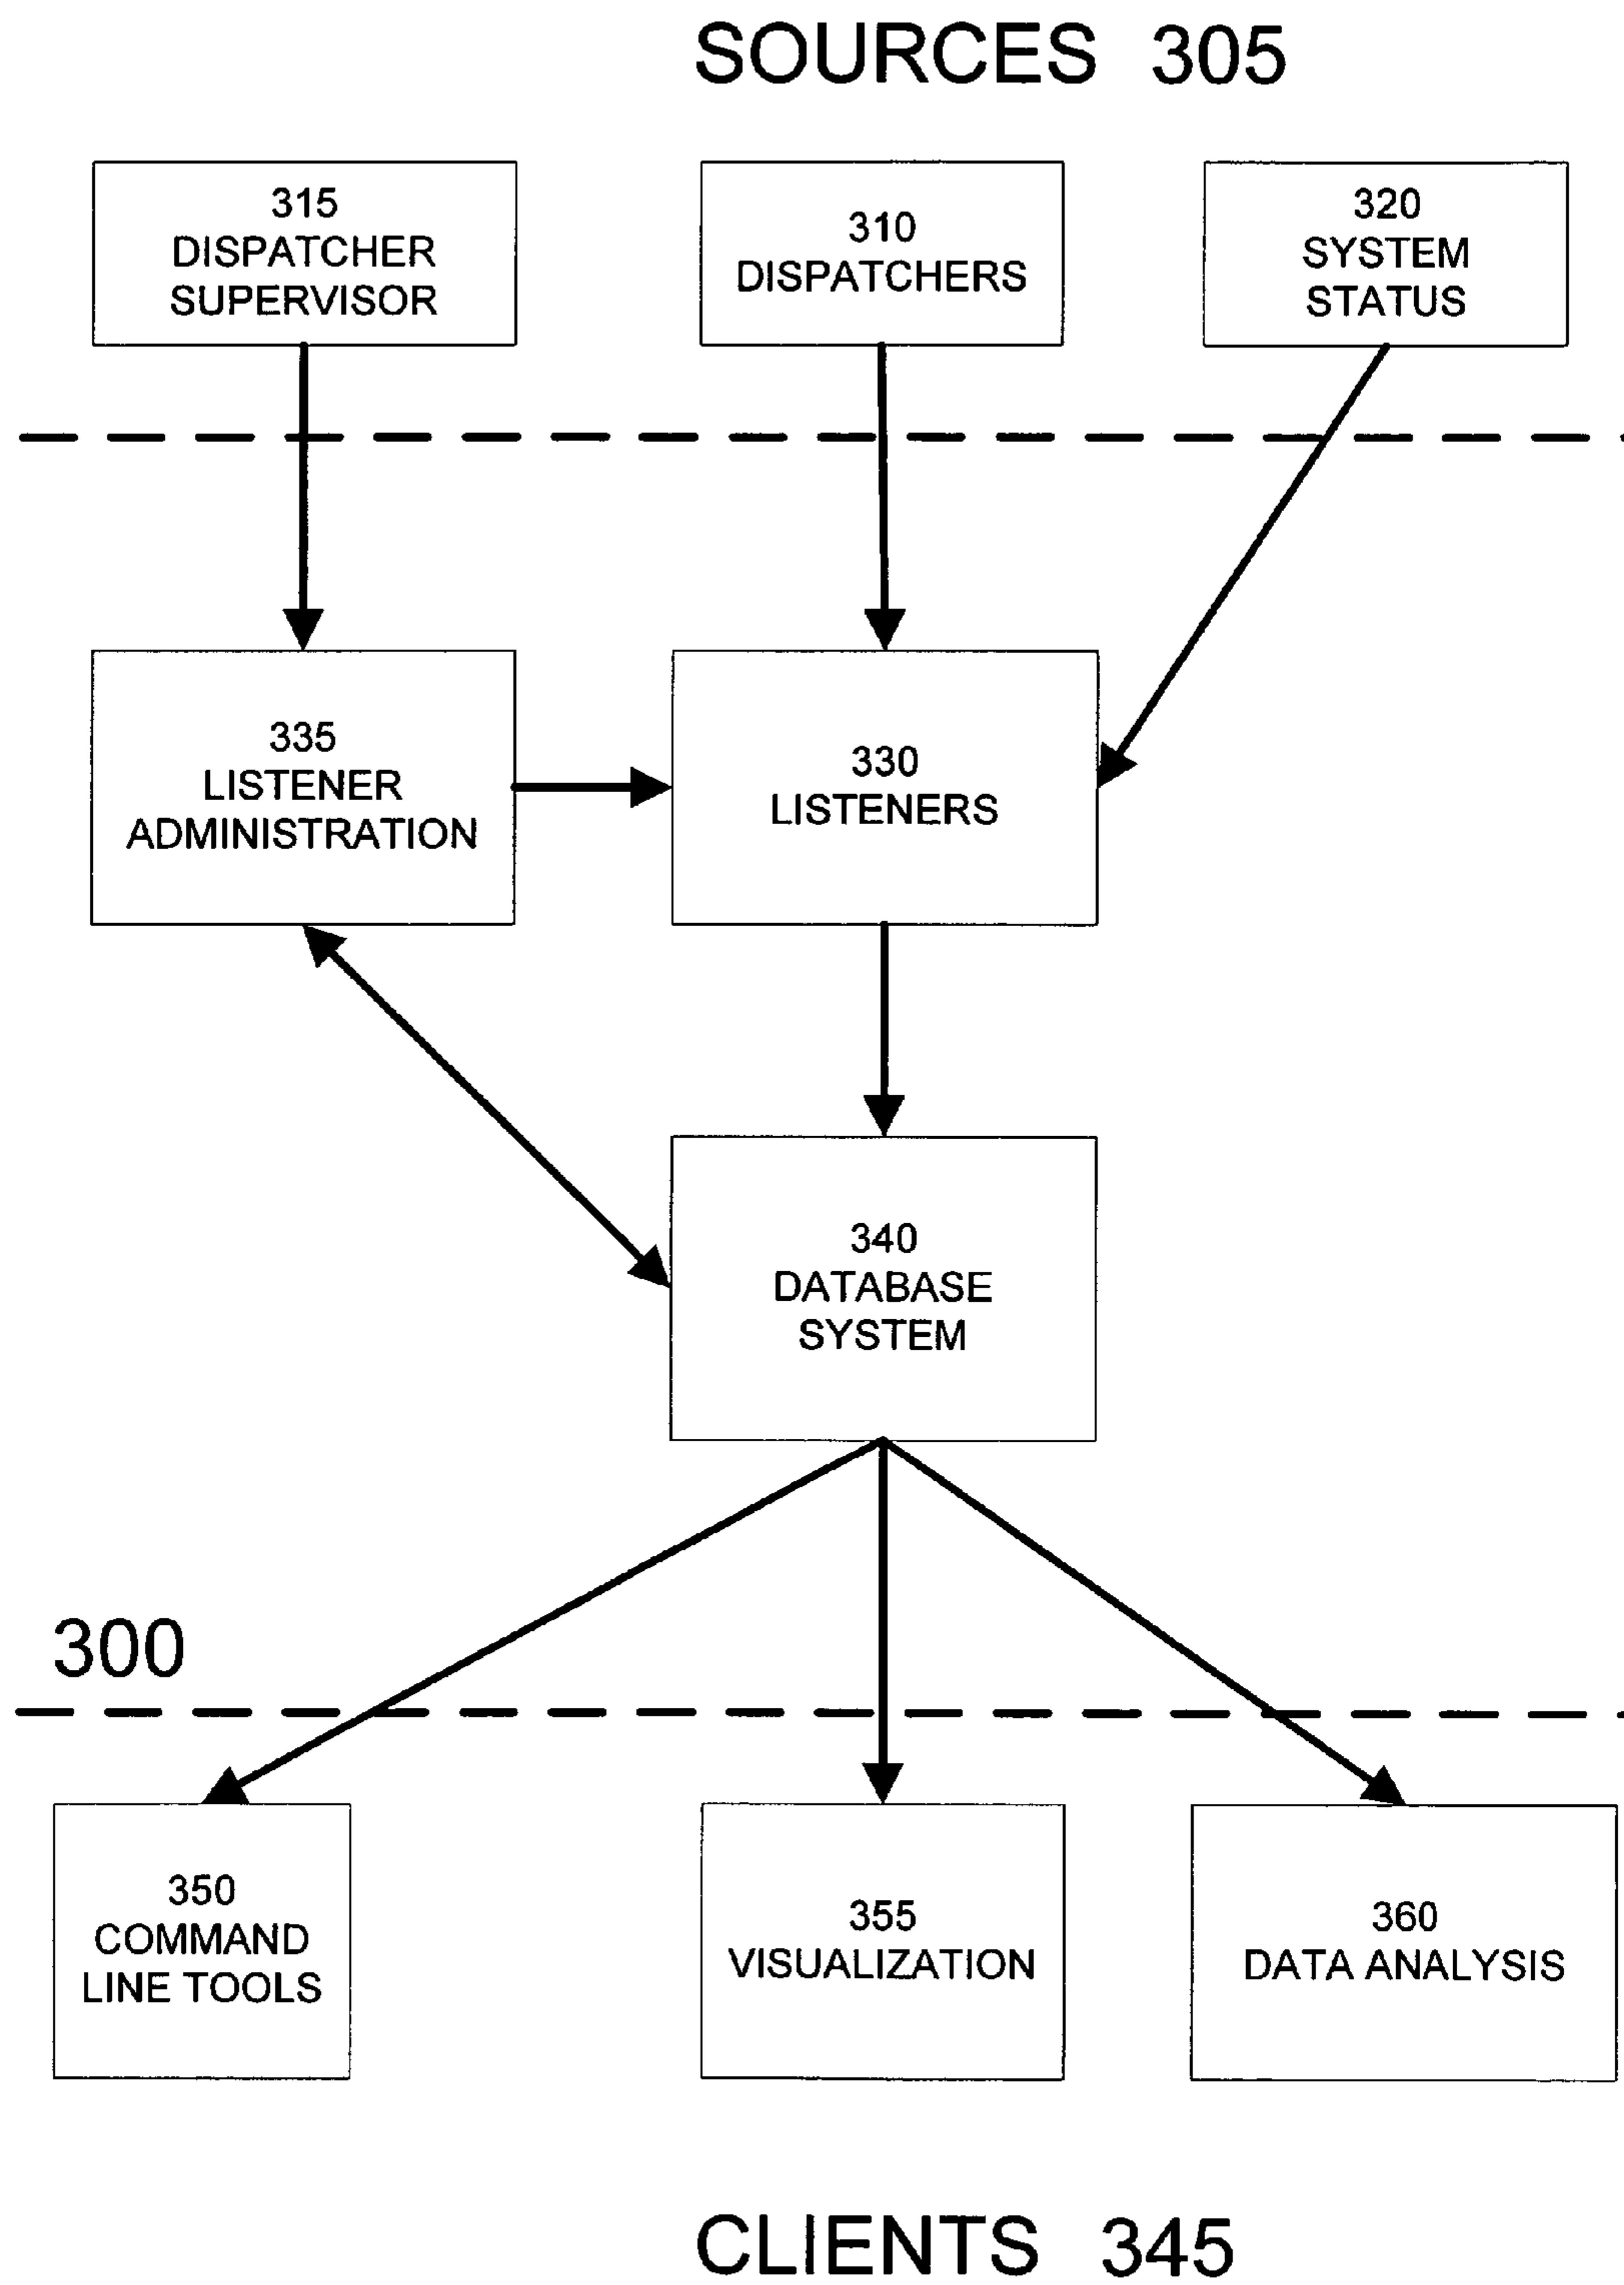 SOURCES 305
315
DISPATCHER
SUPERVISOR
310
DISPATCHERS
320
SYSTEM
STATUS
335
LISTENER
ADMINISTRATION
330
LISTENERS
340
DATABASE
SYSTEM
300
350
COMMAND
LINE TOOLS
355
VISUALIZATION
360
DATA ANALYSIS
CLIENTS 345